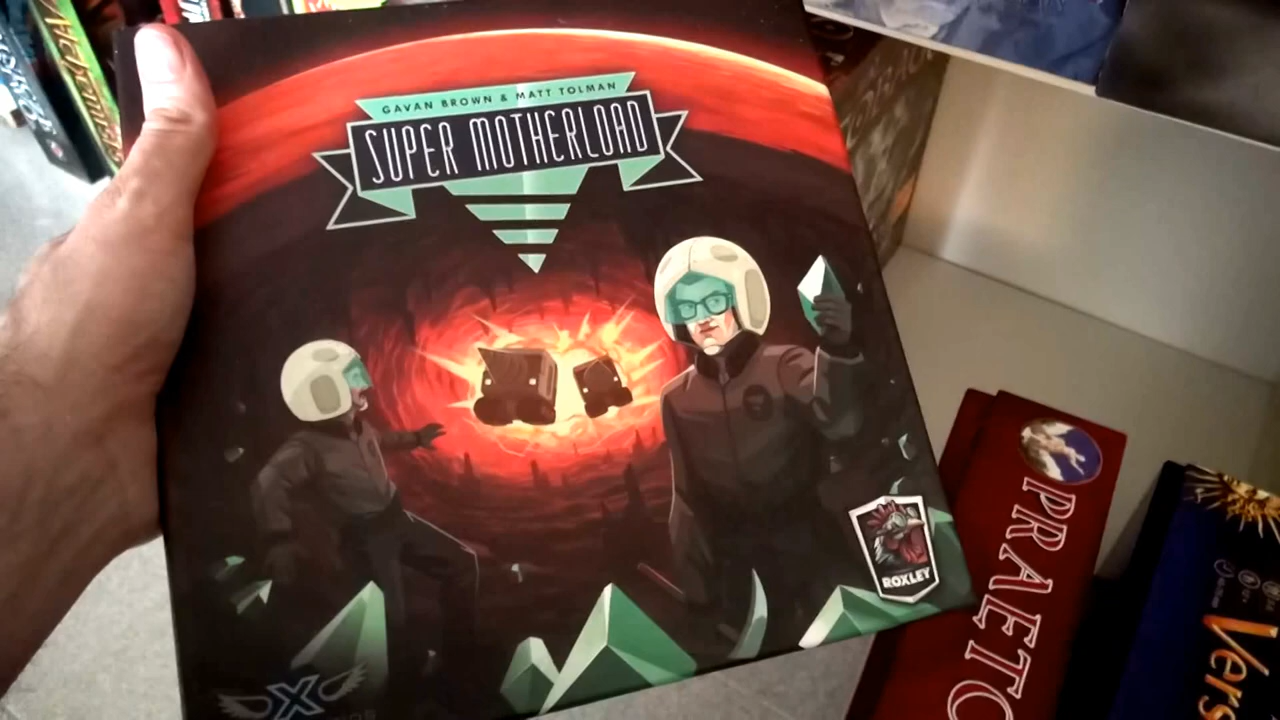 GAVAN BROWN & MATT TOLMAN
SUPER MOTHERLOAD
ROXLEY
X
PRAETO
Vers